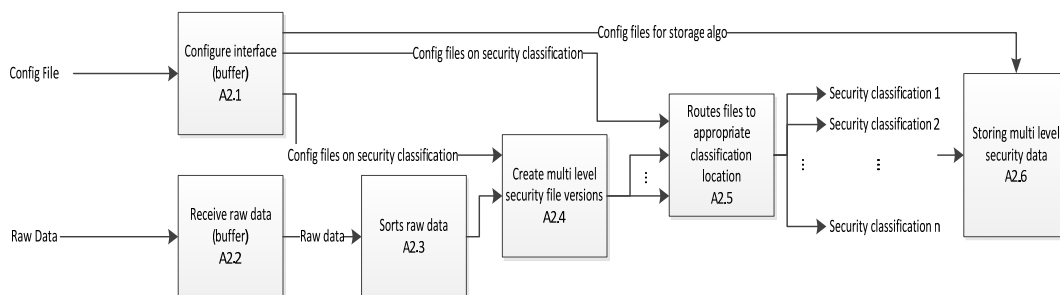 Config files for storage algo
Config files on security classification
Configure interface
(buffer)
A2.1
Config File
Security classification 1
Security classification 2
Security classification n
⋮
⋮
Routes files to
appropriate
classification
location
A2.5
Storing multi level
security data
A2.6
Config files on security classification
Create multi level
security file versions
A2.4
⋮
Receive raw data
(buffer)
A2.2
Raw Data
Raw data
Sorts raw data
A2.3